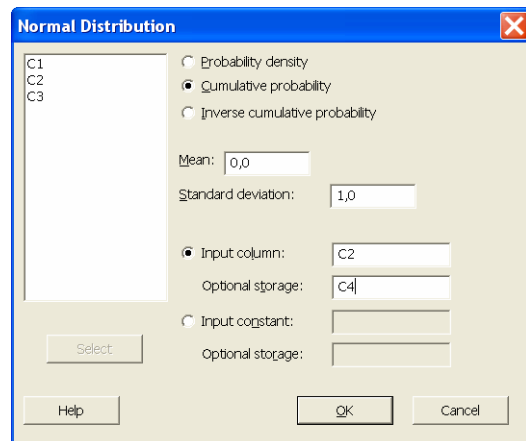 Normal Distribution
C1
C2
C3
Probability density
Cumulative probability
Inverse cumulative probability
Mean: 0,0
Standard deviation: 1,0
Input column: C2
Optional storage: C4
Input constant:
Optional storage:
Select
Help
OK
Cancel